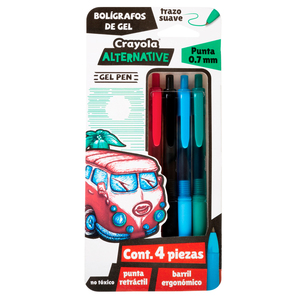 BOLÍGRAFOS
DE GEL
trazo
suave
Crayola
ALTERNATIVE
GEL PEN
Punta
0.7 mm
Cont. 4 piezas
no tóxico
punta
retráctil
barril
ergonómico